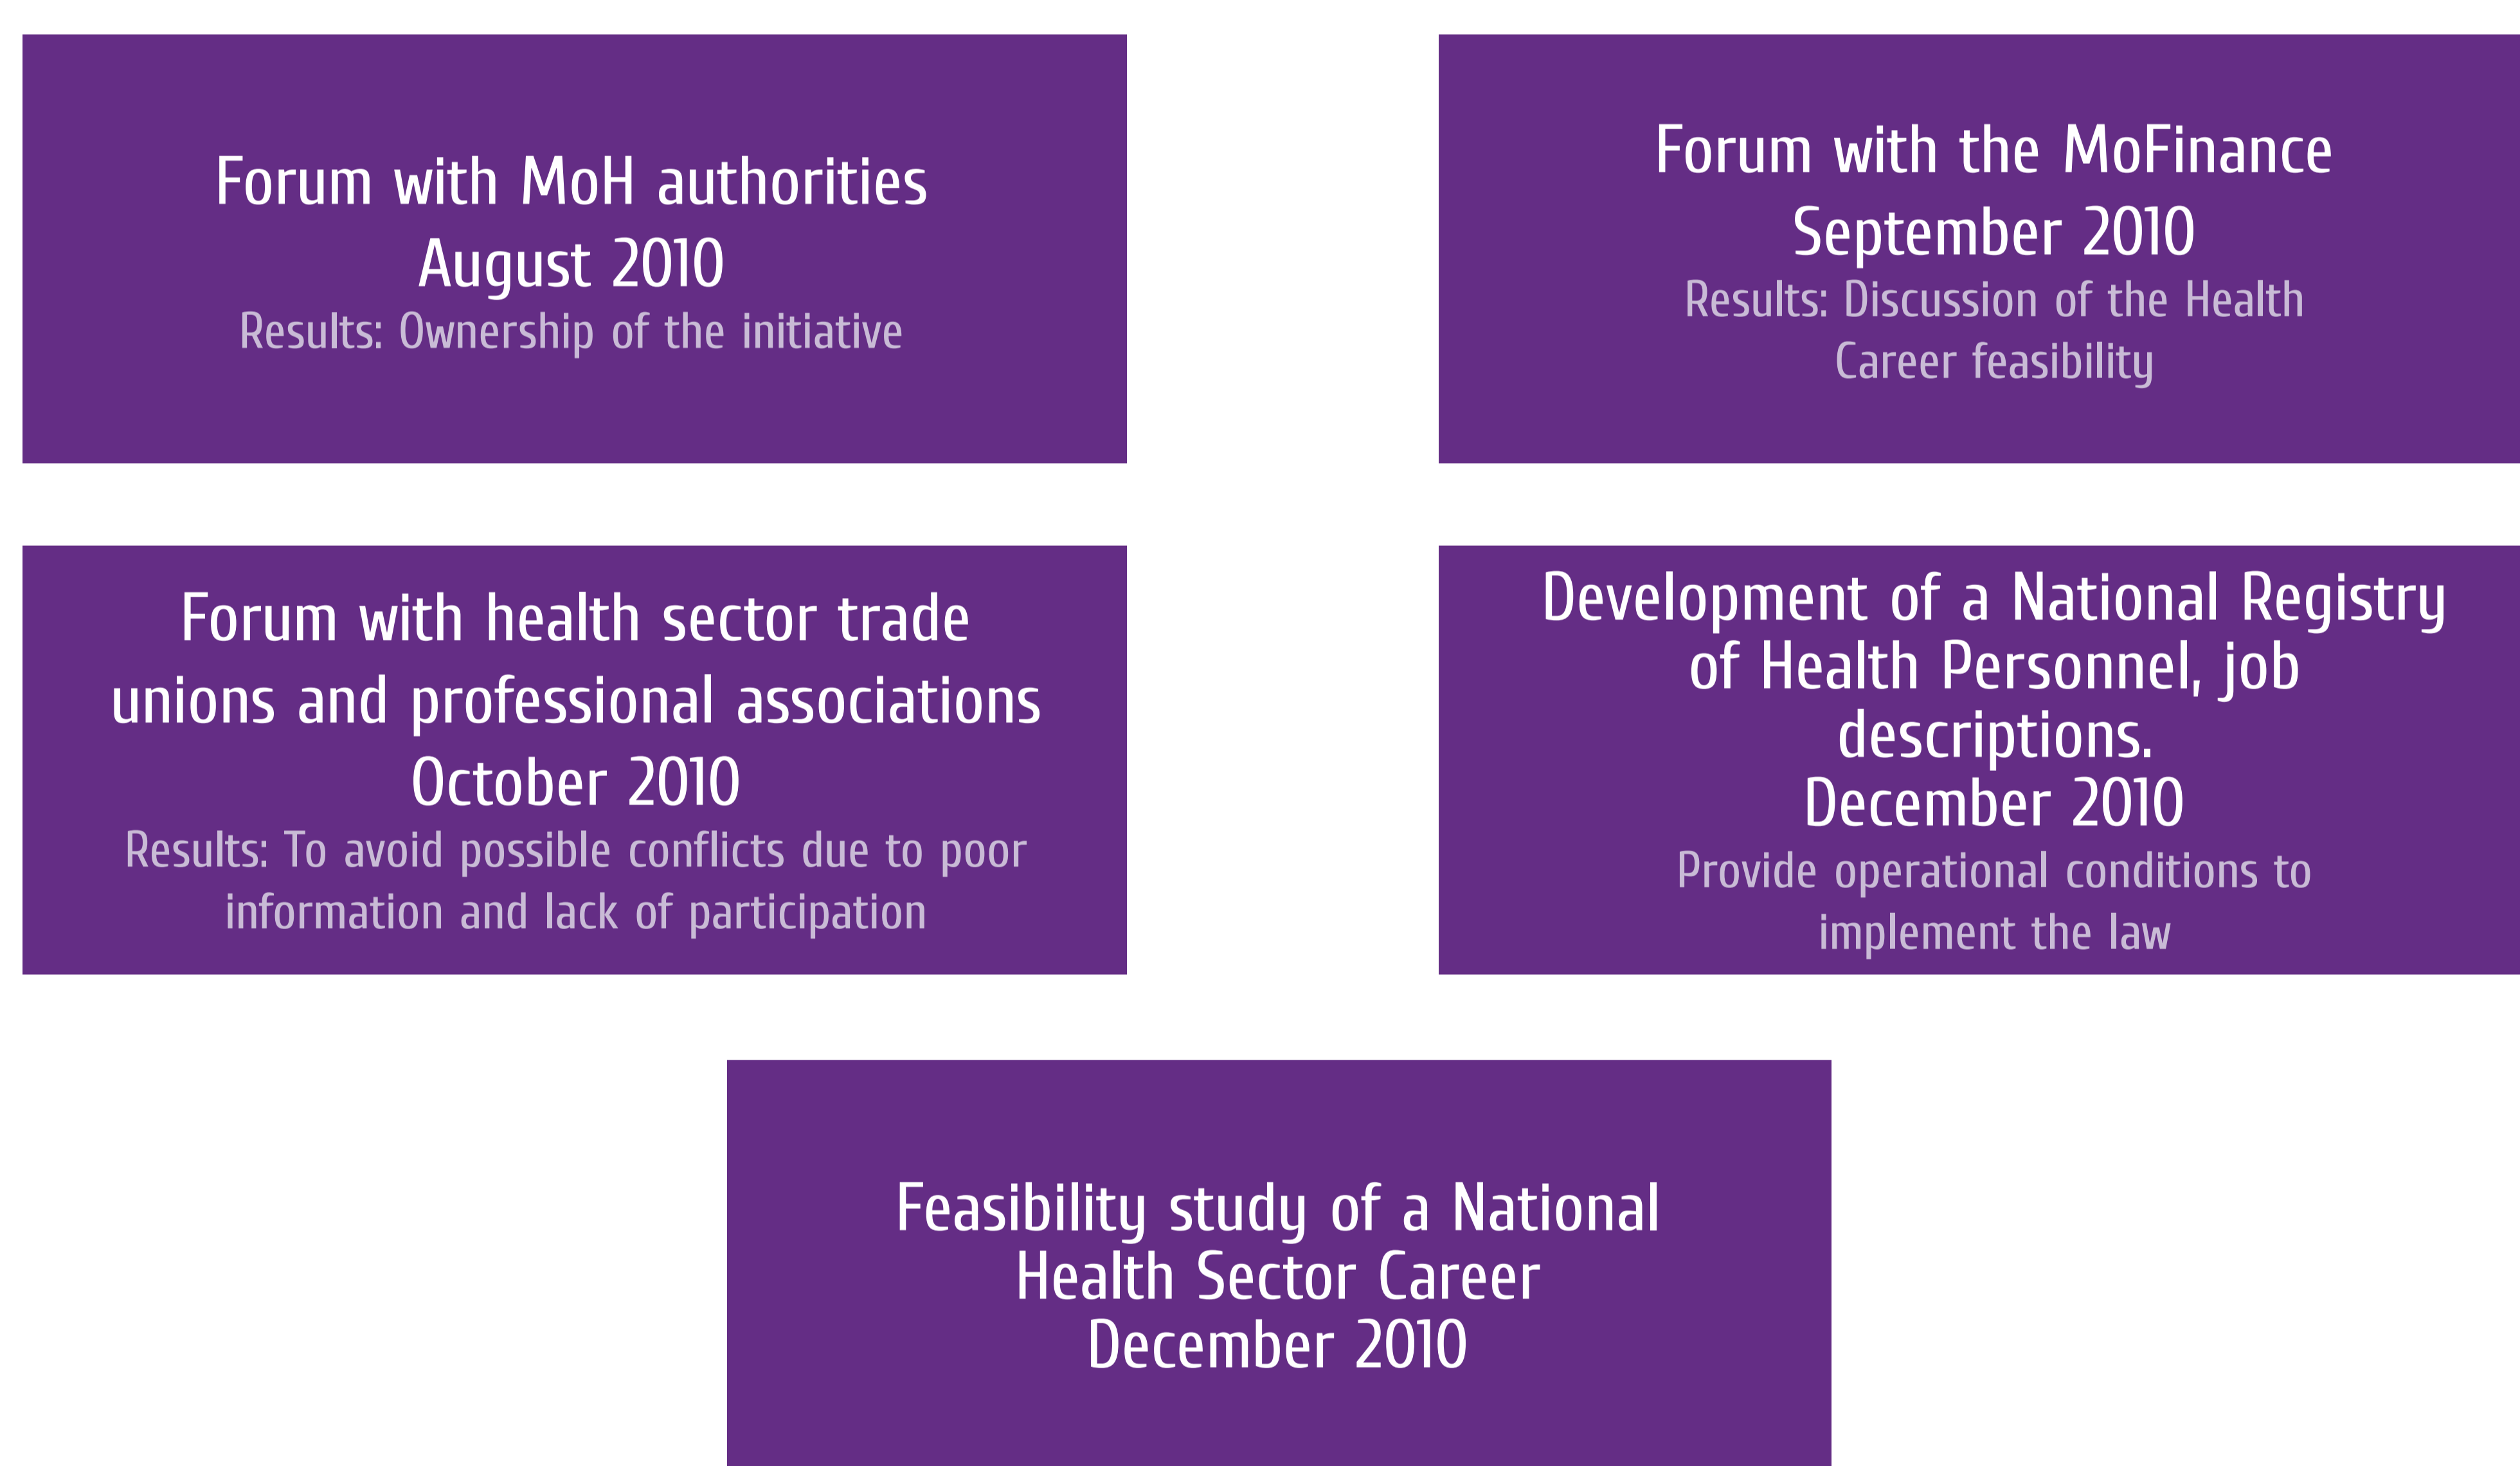 Forum with MoH authorities
August 2010
Results: Ownership of the initiative
Forum with the MoFinance
September 2010
Results: Discussion of the Health
Career feasibility
Forum with health sector trade
unions and professional associations
October 2010
Results: To avoid possible conflicts due to poor
information and lack of participation
Development of a National Registry
of Health Personnel, job
descriptions.
December 2010
Provide operational conditions to
implement the law
Feasibility study of a National
Health Sector Career
December 2010